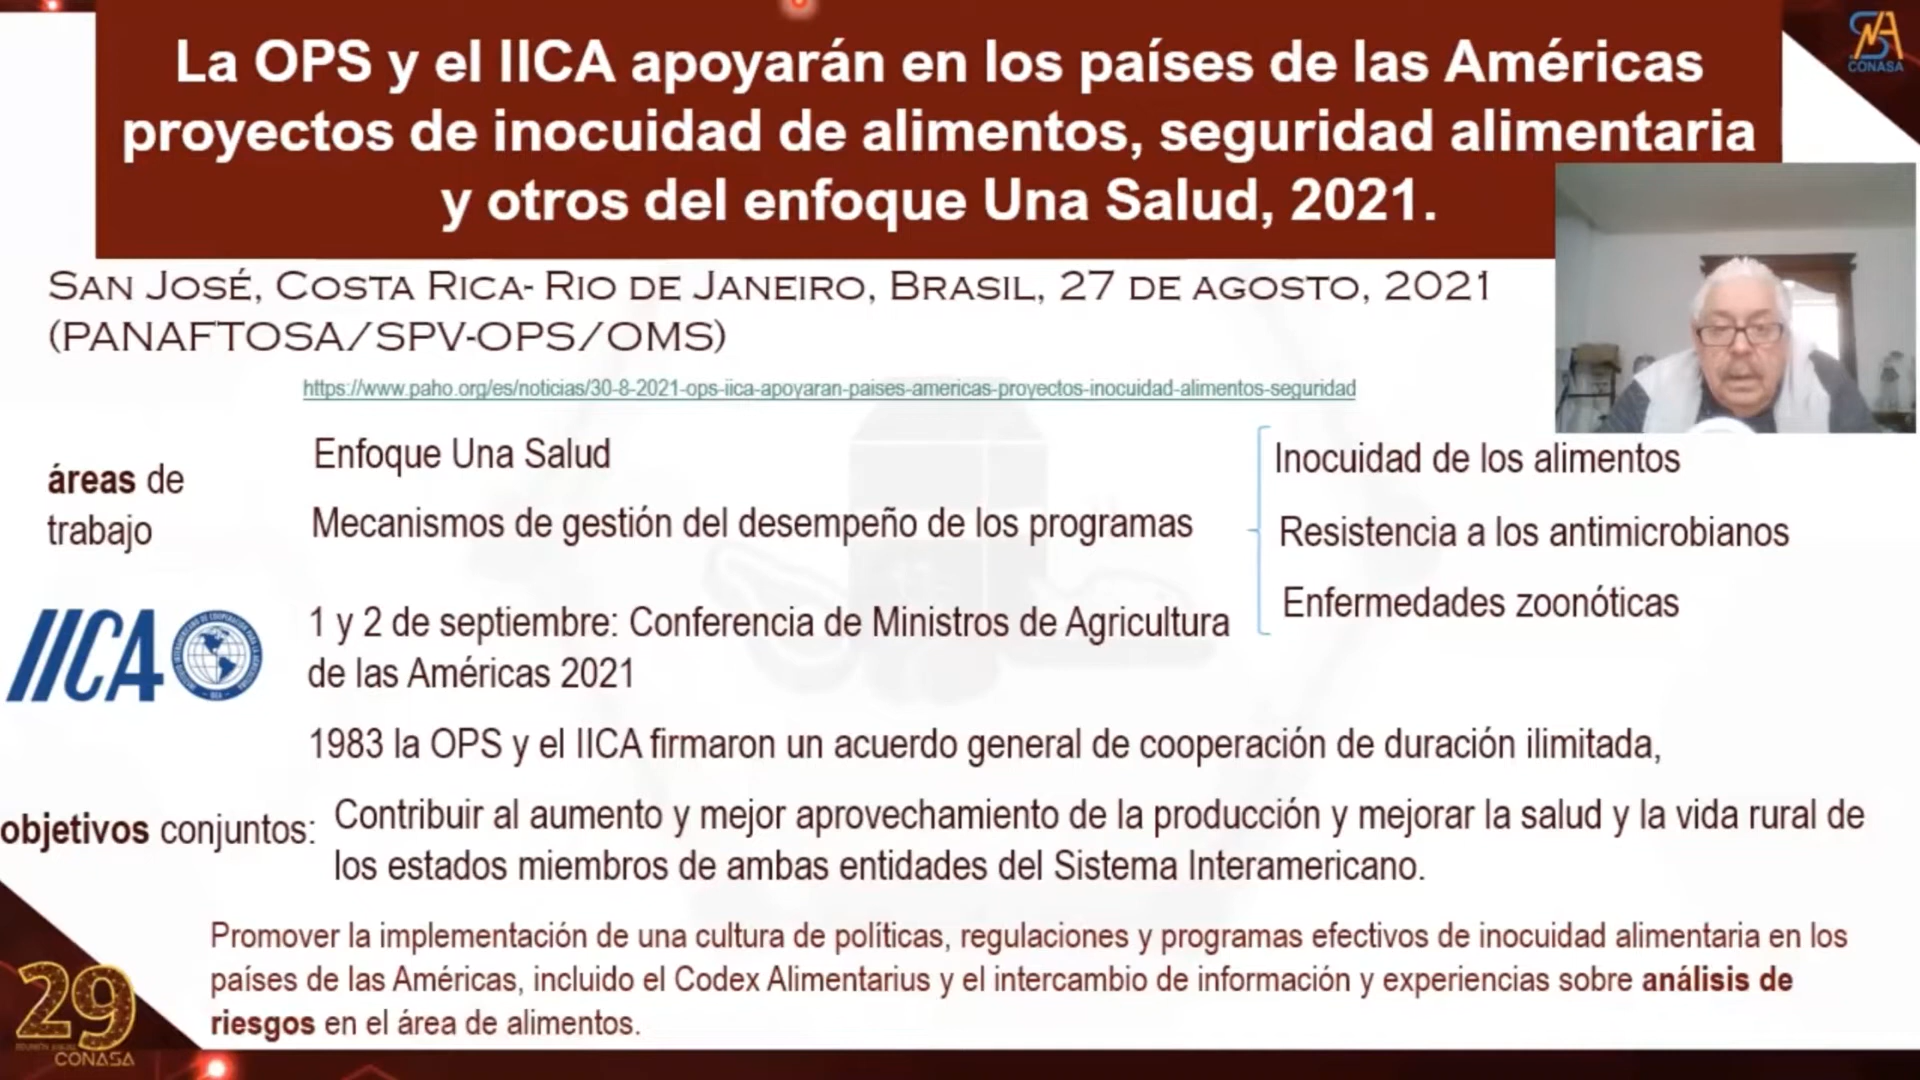 La OPS y el IICA apoyarán en los países de las Américas
proyectos de inocuidad de alimentos, seguridad alimentaria
y otros del enfoque Una Salud, 2021.
CONASA
San José, Costa Rica- Rio de Janeiro, Brasil, 27 de agosto, 2021
(PANAFTOSA/SPV-OPS/OMS)
https://www.paho.org/es/noticias/30-8-2021-ops-iica-apoyaran-paises-americas-proyectos-inocuidad-alimentos-seguridad
áreas de
trabajo
Enfoque Una Salud
Mecanismos de gestión del desempeño de los programas
Inocuidad de los alimentos
Resistencia a los antimicrobianos
Enfermedades zoonóticas
IICA
1 y 2 de septiembre: Conferencia de Ministros de Agricultura
de las Américas 2021
1983 la OPS y el IICA firmaron un acuerdo general de cooperación de duración ilimitada,
objetivos conjuntos:
Contribuir al aumento y mejor aprovechamiento de la producción y mejorar la salud y la vida rural de
los estados miembros de ambas entidades del Sistema Interamericano.
Promover la implementación de una cultura de políticas, regulaciones y programas efectivos de inocuidad alimentaria en los
países de las Américas, incluido el Codex Alimentarius y el intercambio de información y experiencias sobre análisis de
riesgos en el área de alimentos.
29
CONASA